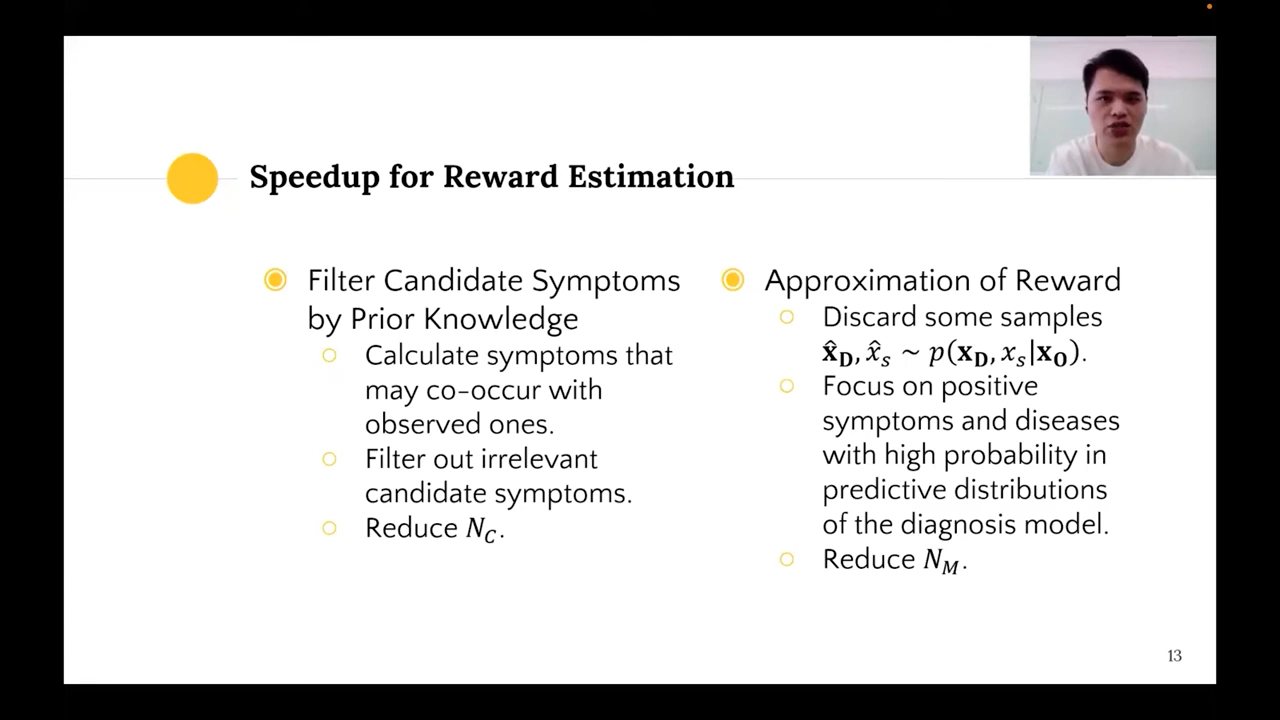 Speedup for Reward Estimation
Filter Candidate Symptoms
by Prior Knowledge
Calculate symptoms that
may co-occur with
observed ones.
Filter out irrelevant
candidate symptoms.
Reduce N_C.
Approximation of Reward
Discard some samples
x̂_D, x̂_s ~ p(x_D, x_s|x_O).
Focus on positive
symptoms and diseases
with high probability in
predictive distributions
of the diagnosis model.
Reduce N_M.
13